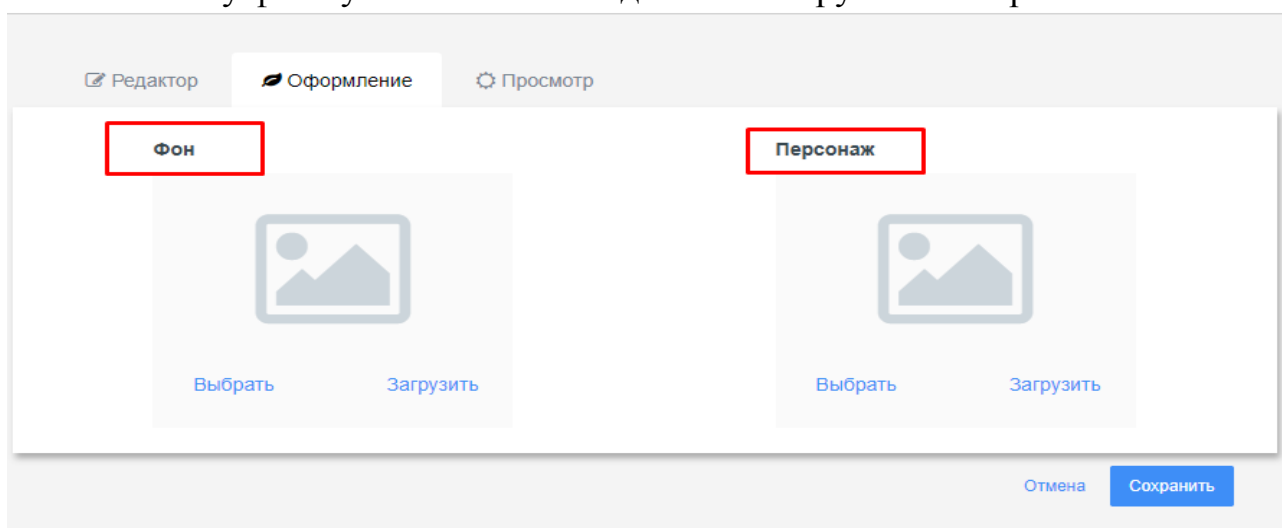 Редактор Оформление Просмотр
Фон Персонаж
Выбрать Загрузить Выбрать Загрузить
Отмена Сохранить